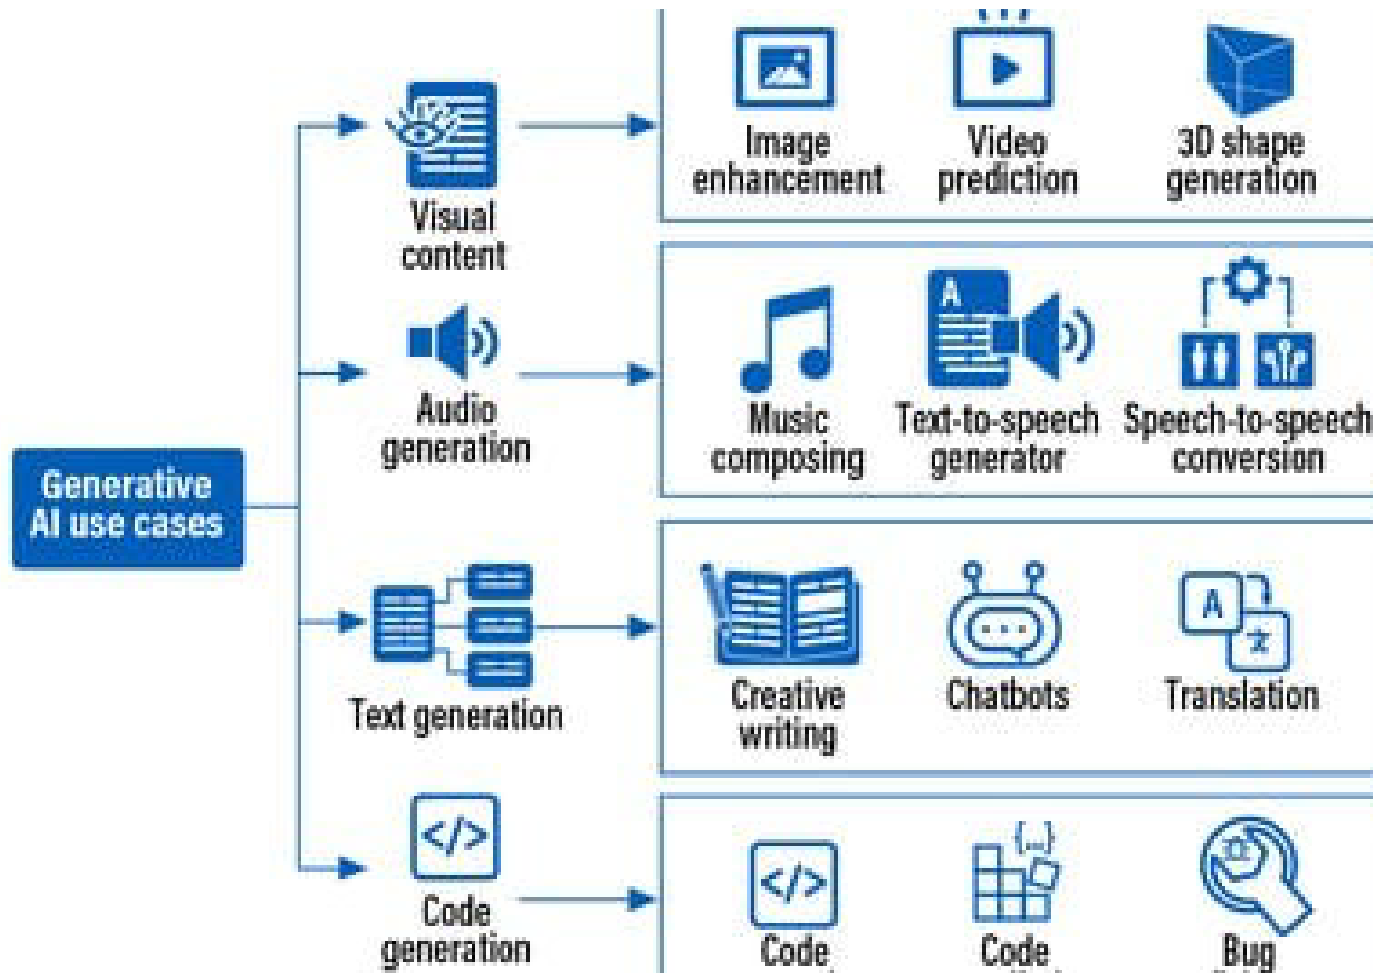 Generative
AI use cases
Visual
content
Image
enhancement
Video
prediction
3D shape
generation
Audio
generation
Music
composing
A
Text-to-speech
generator
Speech-to-speech
conversion
Text generation
Creative
writing
Chatbots
A
Translation
</>
Code
generation
</>
Code
{...}
Code
Bug